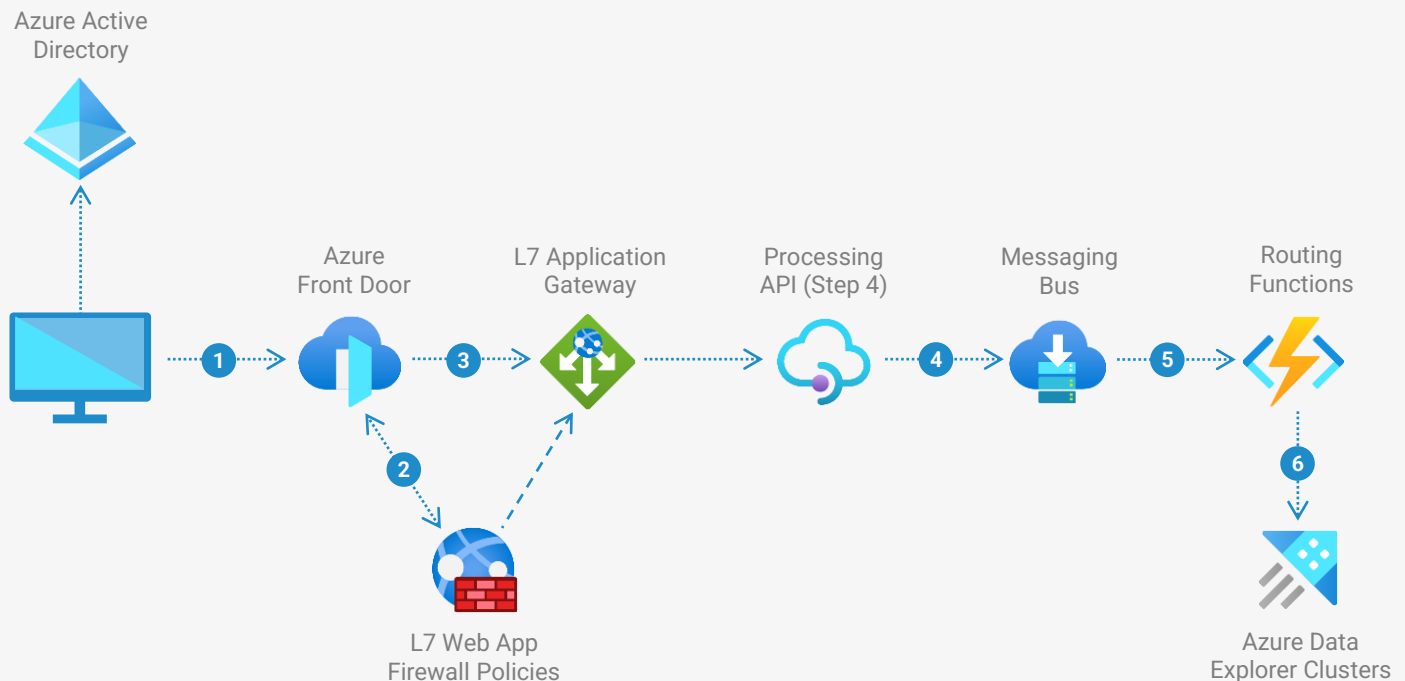 Azure Active
Directory
Azure
Front Door
L7 Application
Gateway
Processing
API (Step 4)
Messaging
Bus
Routing
Functions
1
3
4
5
2
6
L7 Web App
Firewall Policies
Azure Data
Explorer Clusters